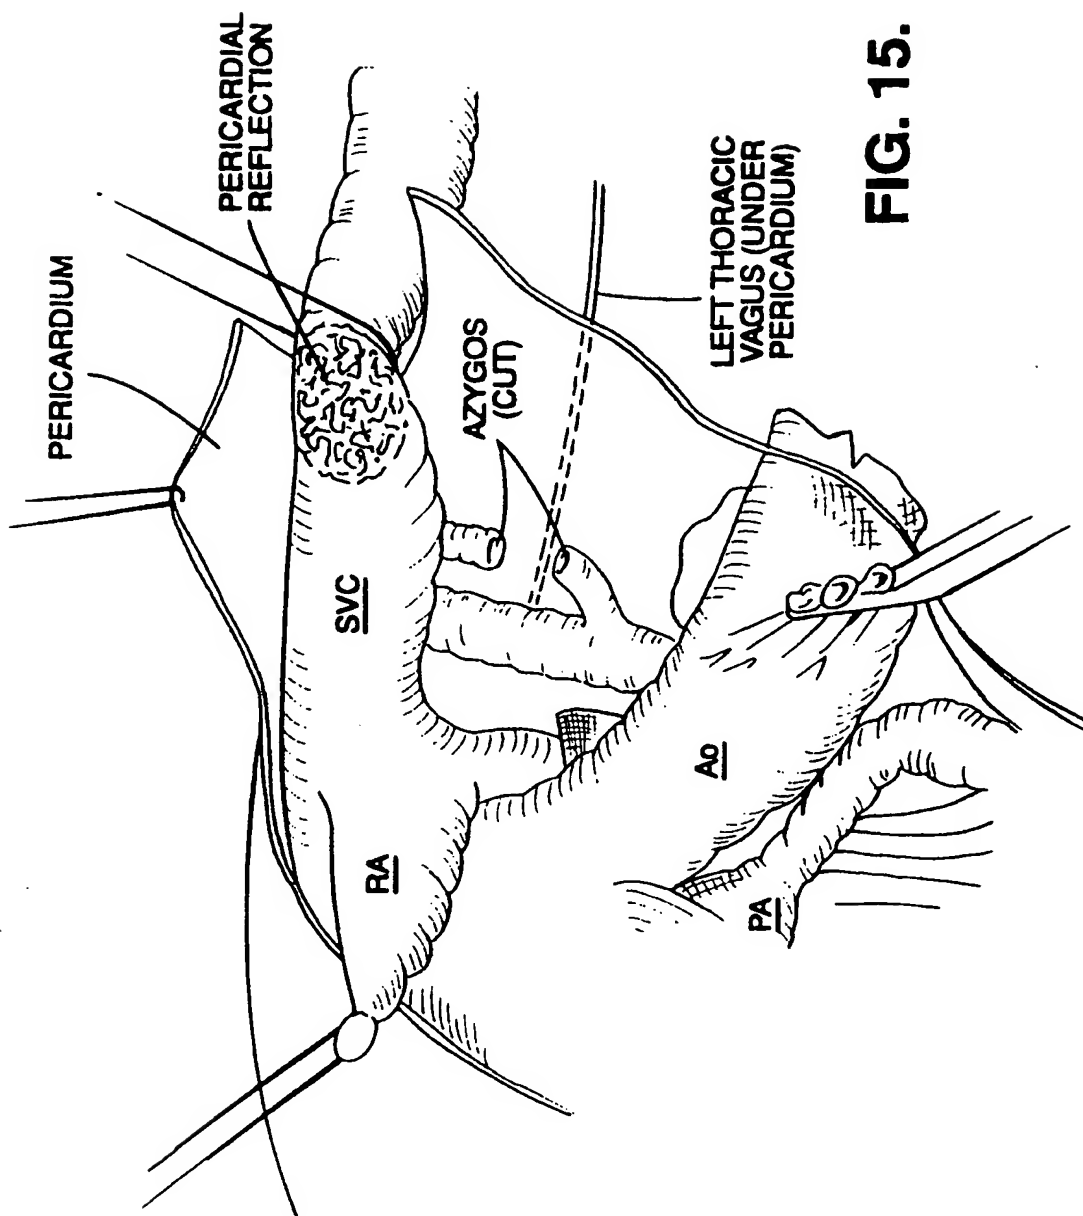 PERICARDIUM
PERICARDIAL
REFLECTION
SVC
AZYGOS
(CUT)
RA
LEFT THORACIC
VAGUS (UNDER
PERICARDIUM)
Ao
PA
FIG. 15.